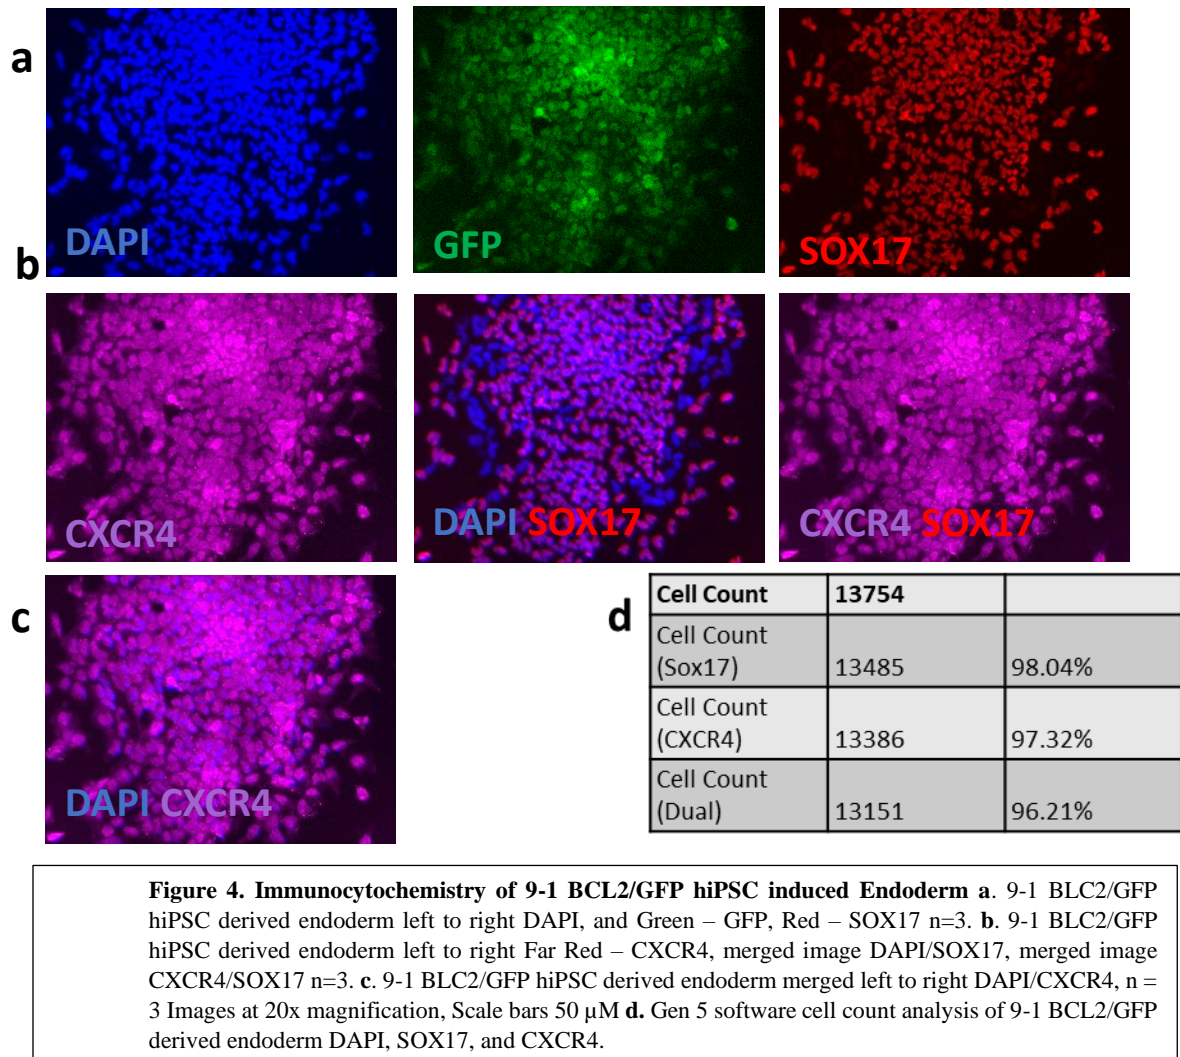 a
DAPI
GFP
SOX17
b
CXCR4
DAPI SOX17
CXCR4 SOX17
c
DAPI CXCR4
d
Cell Count 13754
Cell Count
(Sox17) 13485 98.04%
Cell Count
(CXCR4) 13386 97.32%
Cell Count
(Dual) 13151 96.21%
Figure 4. Immunocytochemistry of 9-1 BCL2/GFP hiPSC induced Endoderm a. 9-1 BLC2/GFP
hiPSC derived endoderm left to right DAPI, and Green – GFP, Red – SOX17 n=3. b. 9-1 BLC2/GFP
hiPSC derived endoderm left to right Far Red – CXCR4, merged image DAPI/SOX17, merged image
CXCR4/SOX17 n=3. c. 9-1 BLC2/GFP hiPSC derived endoderm merged left to right DAPI/CXCR4, n =
3 Images at 20x magnification, Scale bars 50 µM d. Gen 5 software cell count analysis of 9-1 BCL2/GFP
derived endoderm DAPI, SOX17, and CXCR4.